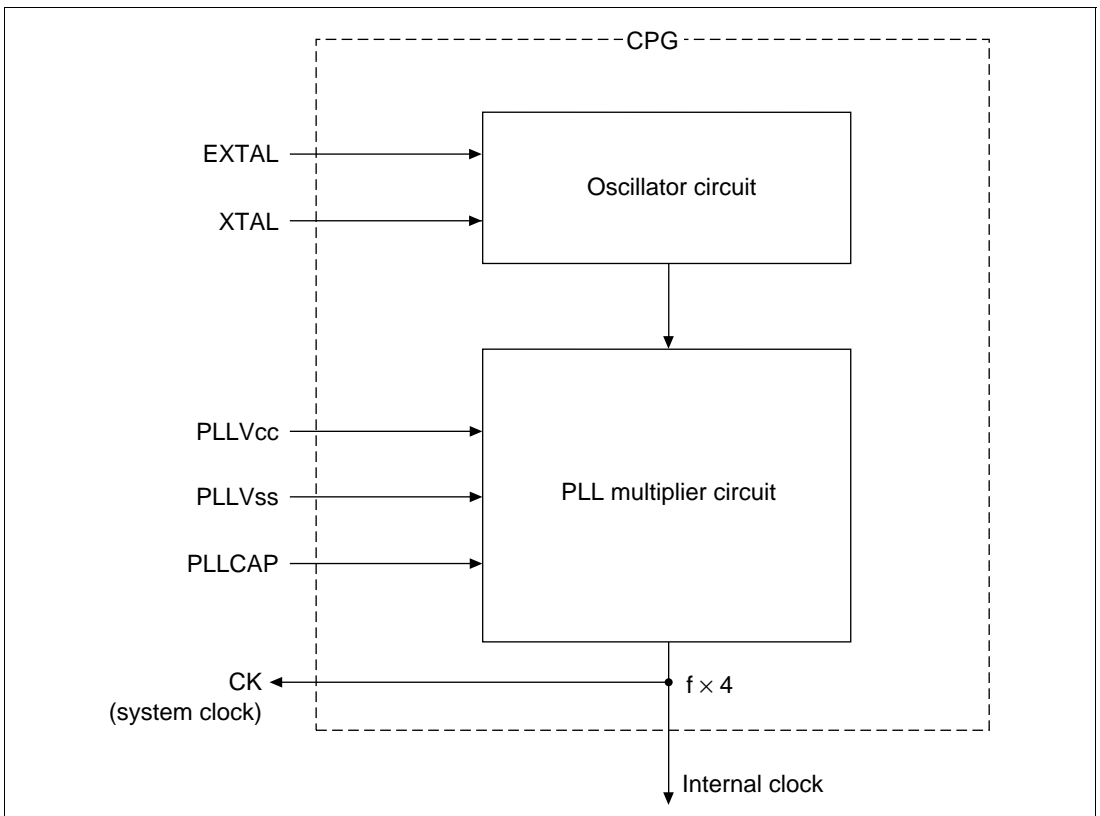 CPG
EXTAL
Oscillator circuit
XTAL
PLLVcc
PLLVss
PLL multiplier circuit
PLLCAP
CK
(system clock)
f × 4
Internal clock